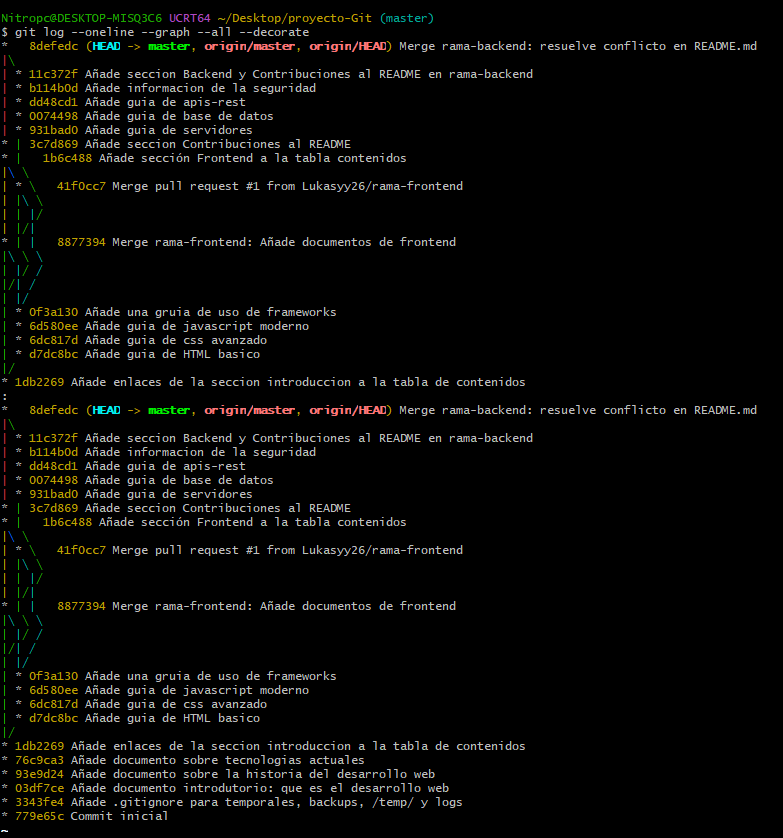 Nitropc@DESKTOP-MISQ3C6 UCRT64 ~/Desktop/proyecto-Git (master)
$ git log --oneline --graph --all --decorate
*   8defedc (HEAD -> master, origin/master, origin/HEAD) Merge rama-backend: resuelve conflicto en README.md
|\
| * 11c372f Añade seccion Backend y Contribuciones al README en rama-backend
| * b114b0d Añade informacion de la seguridad
| * dd48cd1 Añade guia de apis-rest
| * 0074498 Añade guia de base de datos
| * 931bad0 Añade guia de servidores
* | 3c7d869 Añade seccion Contribuciones al README
* |   1b6c488 Añade sección Frontend a la tabla contenidos
|\ \
| * \   41f0cc7 Merge pull request #1 from Lukasyy26/rama-frontend
| |\ \
| | |/
| |/|
* | |   8877394 Merge rama-frontend: Añade documentos de frontend
|\ \ \
| |/ /
|/| /
| |/
| * 0f3a130 Añade una gruia de uso de frameworks
| * 6d580ee Añade guia de javascript moderno
| * 6dc817d Añade guia de css avanzado
| * d7dc8bc Añade guia de HTML basico
|/
* 1db2269 Añade enlaces de la seccion introduccion a la tabla de contenidos
:
*   8defedc (HEAD -> master, origin/master, origin/HEAD) Merge rama-backend: resuelve conflicto en README.md
|\
| * 11c372f Añade seccion Backend y Contribuciones al README en rama-backend
| * b114b0d Añade informacion de la seguridad
| * dd48cd1 Añade guia de apis-rest
| * 0074498 Añade guia de base de datos
| * 931bad0 Añade guia de servidores
* | 3c7d869 Añade seccion Contribuciones al README
* |   1b6c488 Añade sección Frontend a la tabla contenidos
|\ \
| * \   41f0cc7 Merge pull request #1 from Lukasyy26/rama-frontend
| |\ \
| | |/
| |/|
* | |   8877394 Merge rama-frontend: Añade documentos de frontend
|\ \ \
| |/ /
|/| /
| |/
| * 0f3a130 Añade una gruia de uso de frameworks
| * 6d580ee Añade guia de javascript moderno
| * 6dc817d Añade guia de css avanzado
| * d7dc8bc Añade guia de HTML basico
|/
* 1db2269 Añade enlaces de la seccion introduccion a la tabla de contenidos
* 76c9ca3 Añade documento sobre tecnologias actuales
* 93e9d24 Añade documento sobre la historia del desarrollo web
* 03df7ce Añade documento introdutorio: que es el desarrollo web
* 3343fe4 Añade .gitignore para temporales, backups, /temp/ y logs
* 779e65c Commit inicial
~